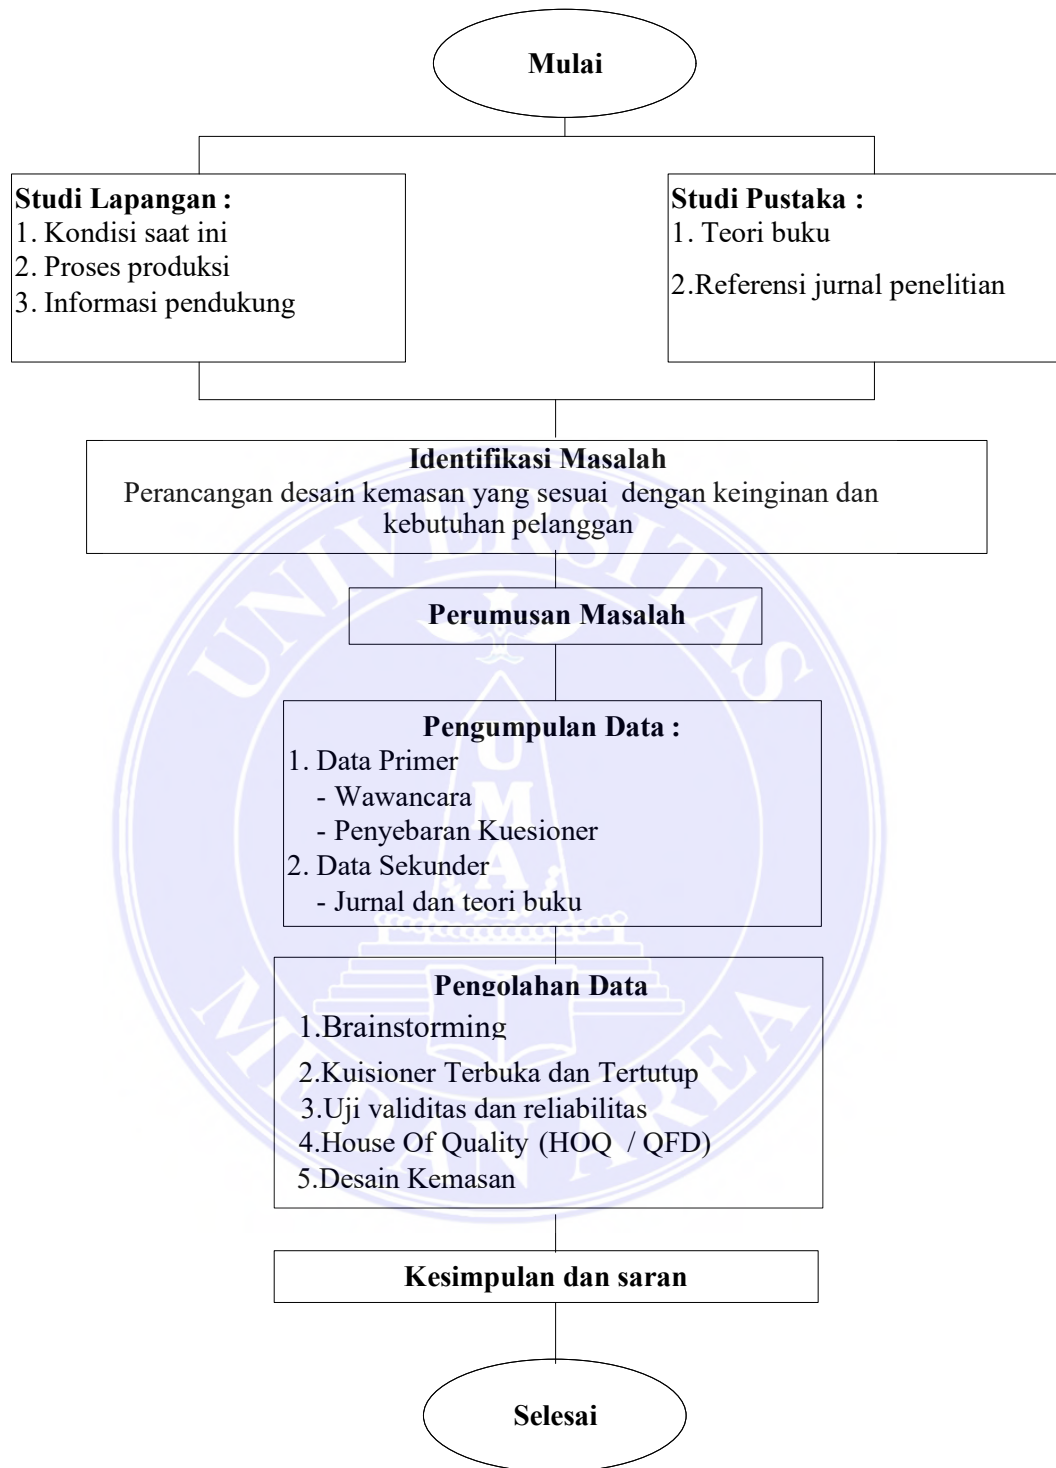 Mulai
Studi Lapangan :
1. Kondisi saat ini
2. Proses produksi
3. Informasi pendukung
Studi Pustaka :
1. Teori buku
2.Referensi jurnal penelitian
Identifikasi Masalah
Perancangan desain kemasan yang sesuai dengan keinginan dan
kebutuhan pelanggan
Perumusan Masalah
Pengumpulan Data :
1. Data Primer
- Wawancara
- Penyebaran Kuesioner
2. Data Sekunder
- Jurnal dan teori buku
Pengolahan Data
1.Brainstorming
2.Kuisioner Terbuka dan Tertutup
3.Uji validitas dan reliabilitas
4.House Of Quality (HOQ / QFD)
5.Desain Kemasan
Kesimpulan dan saran
Selesai
UNIVERSITAS
UMA
MEDAN AREA